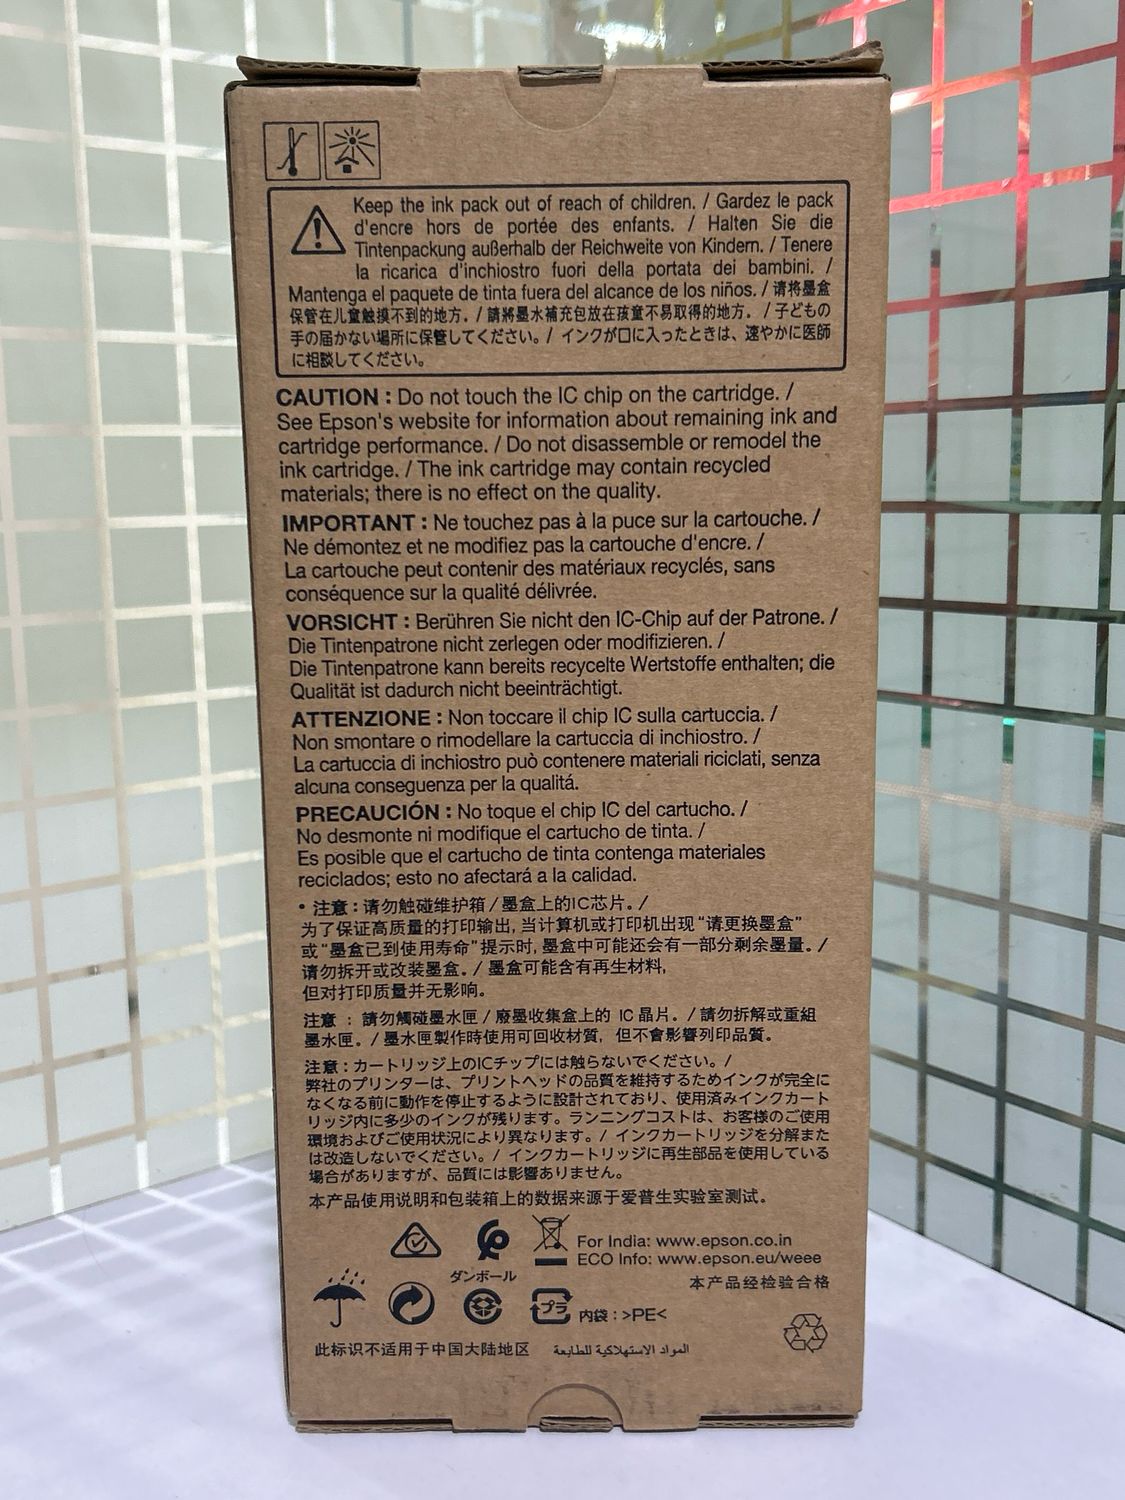 Keep the ink pack out of reach of children. / Gardez le pack
d'encre hors de portée des enfants. / Halten Sie die
Tintenpackung außerhalb der Reichweite von Kindern. / Tenere
la ricarica d'inchiostro fuori della portata dei bambini. /
Mantenga el paquete de tinta fuera del alcance de los niños. / 请将墨盒
保管在儿童触摸不到的地方. / 請將墨水補充包放在孩童不易取得的地方. / 子どもの
手の届かない場所に保管してください。/ インクが口に入ったときは、速やかに医師
に相談してください。
CAUTION : Do not touch the IC chip on the cartridge. /
See Epson's website for information about remaining ink and
cartridge performance. / Do not disassemble or remodel the
ink cartridge. / The ink cartridge may contain recycled
materials; there is no effect on the quality.
IMPORTANT : Ne touchez pas à la puce sur la cartouche. /
Ne démontez et ne modifiez pas la cartouche d'encre. /
La cartouche peut contenir des matériaux recyclés, sans
conséquence sur la qualité délivrée.
VORSICHT : Berühren Sie nicht den IC-Chip auf der Patrone. /
Die Tintenpatrone nicht zerlegen oder modifizieren. /
Die Tintenpatrone kann bereits recycelte Wertstoffe enthalten; die
Qualität ist dadurch nicht beeinträchtigt.
ATTENZIONE : Non toccare il chip IC sulla cartuccia. /
Non smontare o rimodellare la cartuccia di inchiostro. /
La cartuccia di inchiostro può contenere materiali riciclati, senza
alcuna conseguenza per la qualitá.
PRECAUCIÓN : No toque el chip IC del cartucho. /
No desmonte ni modifique el cartucho de tinta. /
Es posible que el cartucho de tinta contenga materiales
reciclados; esto no afectará a la calidad.
• 注意 : 请勿触碰维护箱 / 墨盒上的IC芯片。/
为了保证高质量的打印输出, 当计算机或打印机出现 “请更换墨盒”
或 “墨盒已到使用寿命” 提示时, 墨盒中可能还会有一部分剩余墨量。/
请勿拆开或改装墨盒。/ 墨盒可能含有再生材料,
但对打印质量并无影响。
注意 : 請勿觸碰墨水匣 / 廢墨收集盒上的 IC 晶片。/ 請勿拆解或重組
墨水匣。/ 墨水匣製作時使用可回收材質, 但不會影響列印品質。
注意 : カートリッジ上のICチップには触らないでください。/
弊社のプリンターは、プリントヘッドの品質を維持するためインクが完全に
なくなる前に動作を停止するように設計されており、使用済みインクカート
リッジ内に多少のインクが残ります。ランニングコストは、お客様のご使用
環境およびご使用状況により異なります。/ インクカートリッジを分解また
は改造しないでください。/ インクカートリッジに再生部品を使用している
場合がありますが、品質には影響ありません。
本产品使用说明和包装箱上的数据来源于爱普生实验室测试。
For India: www.epson.co.in
ECO Info: www.epson.eu/weee
ダンボール
本产品经检验合格
プラ 内袋 : >PE<
此标识不适用于中国大陆地区 المواد الاستهلاكية للطابعة